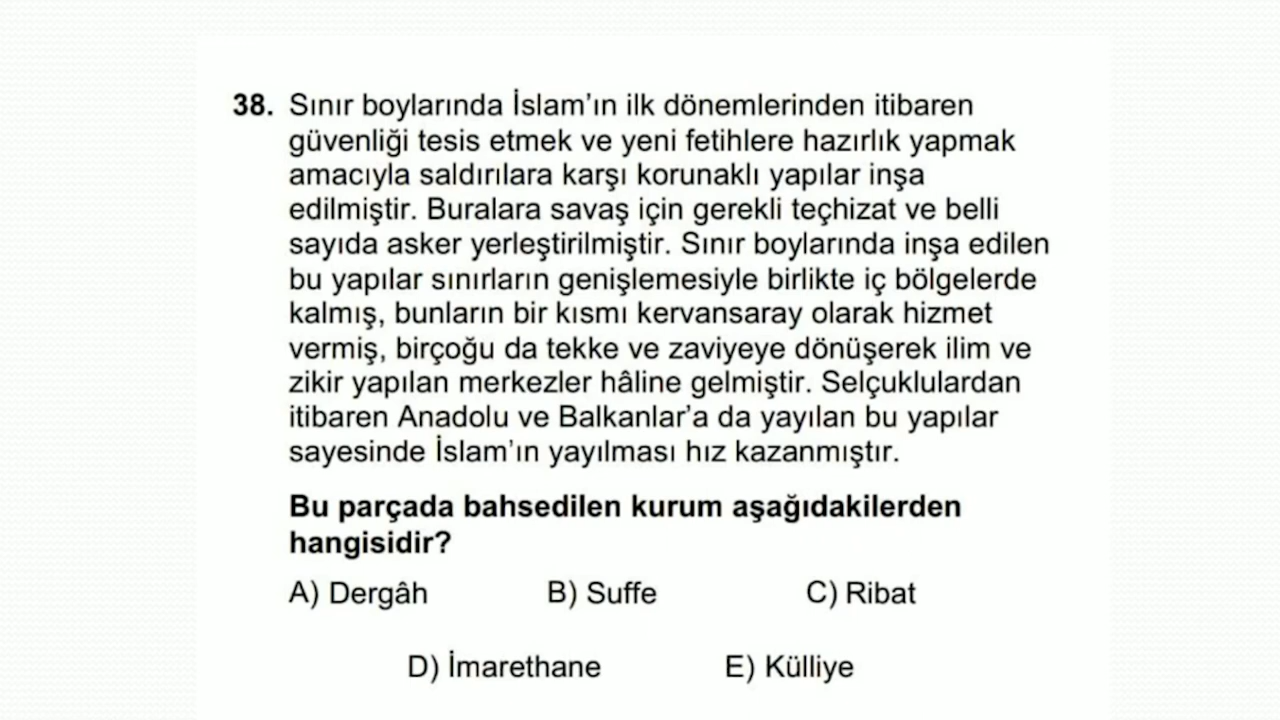 38. Sınır boylarında İslam’ın ilk dönemlerinden itibaren
güvenliği tesis etmek ve yeni fetihlere hazırlık yapmak
amacıyla saldırılara karşı korunaklı yapılar inşa
edilmiştir. Buralara savaş için gerekli teçhizat ve belli
sayıda asker yerleştirilmiştir. Sınır boylarında inşa edilen
bu yapılar sınırların genişlemesiyle birlikte iç bölgelerde
kalmış, bunların bir kısmı kervansaray olarak hizmet
vermiş, birçoğu da tekke ve zaviyeye dönüşerek ilim ve
zikir yapılan merkezler hâline gelmiştir. Selçuklulardan
itibaren Anadolu ve Balkanlar’a da yayılan bu yapılar
sayesinde İslam’ın yayılması hız kazanmıştır.
Bu parçada bahsedilen kurum aşağıdakilerden
hangisidir?
A) Dergâh B) Suffe C) Ribat
D) İmarethane E) Külliye